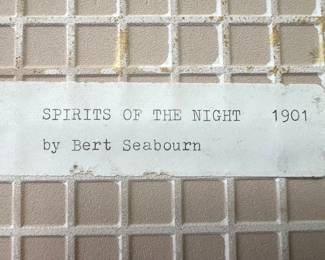 SPIRITS OF THE NIGHT 1901
by Bert Seabourn